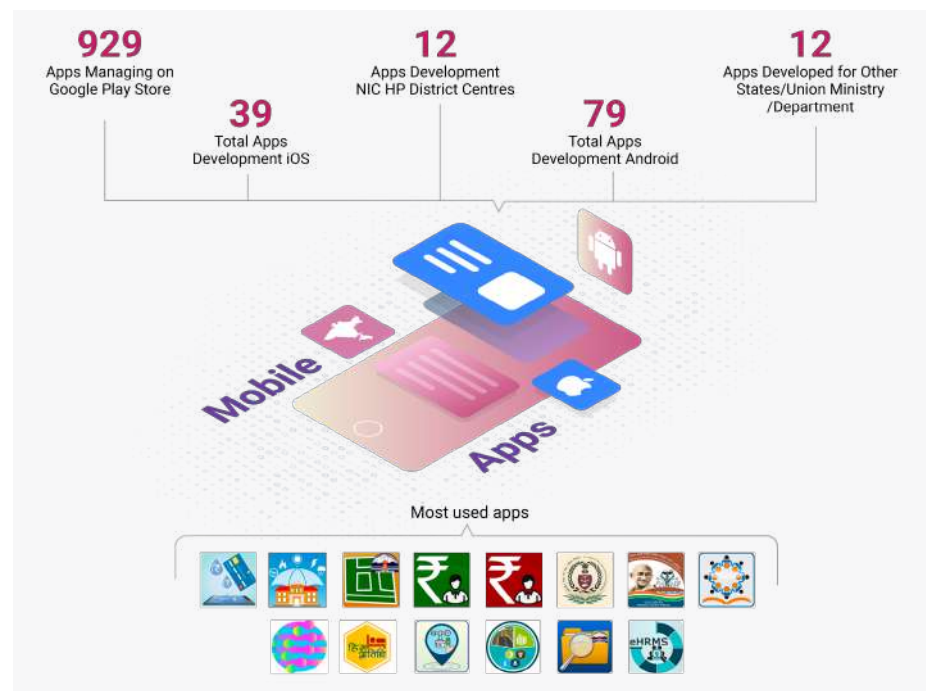 929
Apps Managing on
Google Play Store
39
Total Apps
Development iOS
12
Apps Development
NIC HP District Centres
79
Total Apps
Development Android
12
Apps Developed for Other
States/Union Ministry
/Department
Mobile
Apps
Most used apps
₹
₹
eHRMS